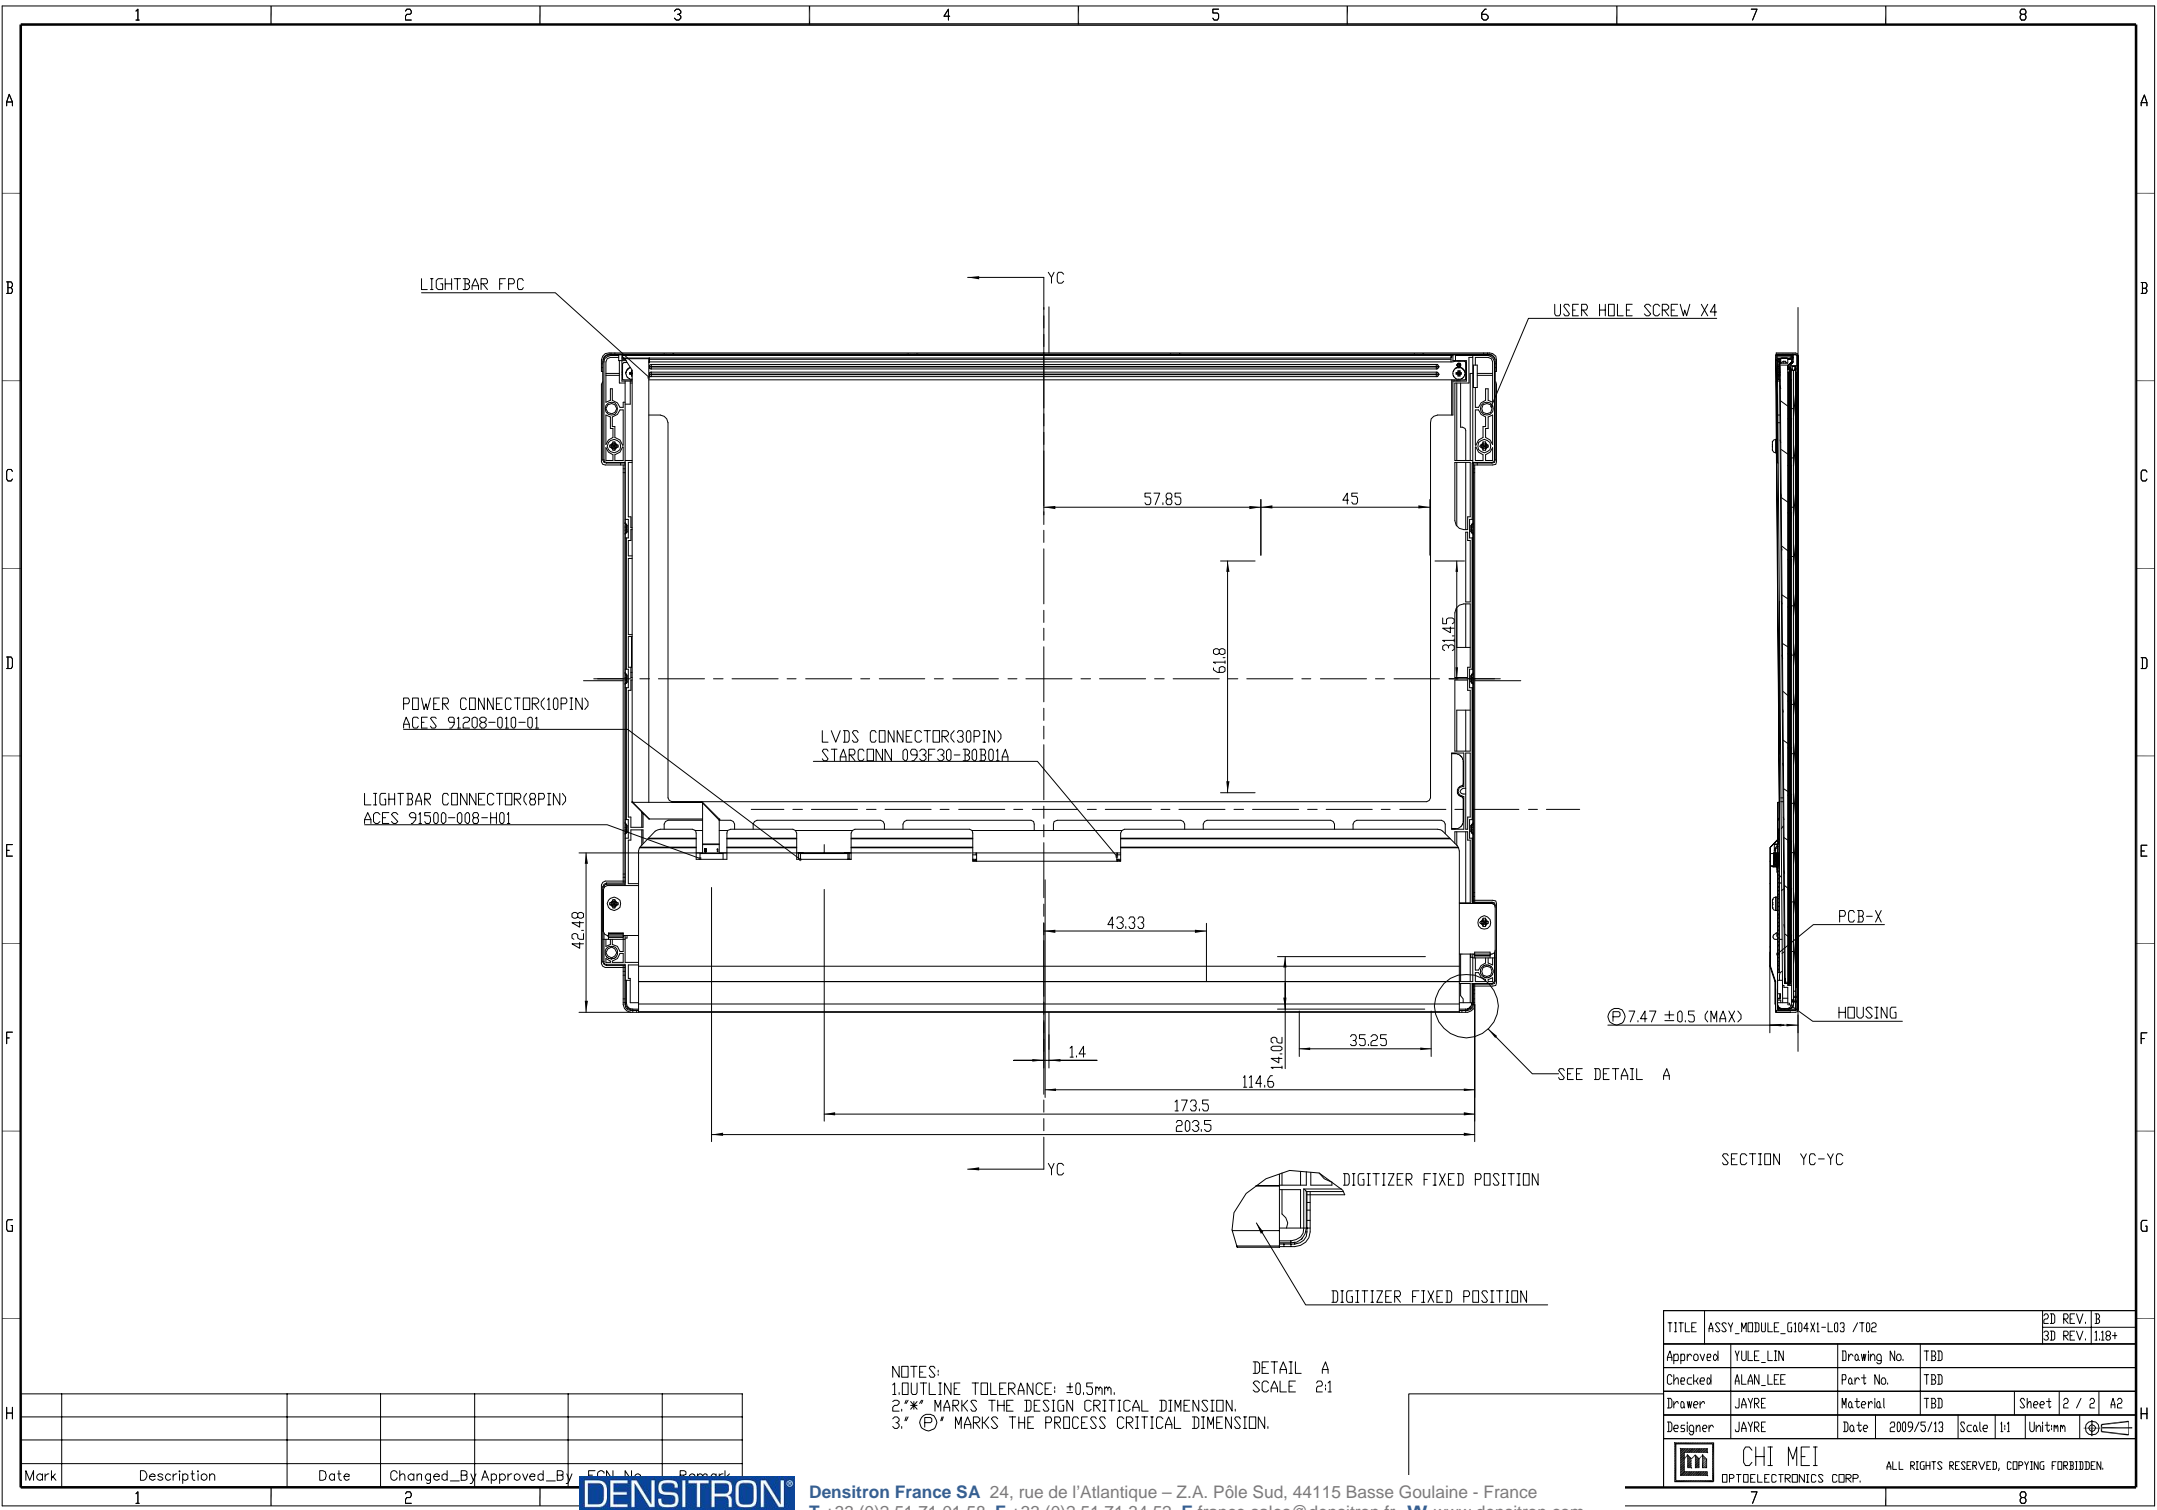 1 2 3 4 5 6 7 8
A A
B B
C C
D D
E E
F F
G G
H H
YC
LIGHTBAR FPC
USER HOLE SCREW X4
57.85
45
31.45
61.8
POWER CONNECTOR(10PIN)
ACES 91208-010-01
LVDS CONNECTOR(30PIN)
STARCONN 093F30-B0B01A
LIGHTBAR CONNECTOR(8PIN)
ACES 91500-008-H01
42.48
43.33
PCB-X
Ⓟ7.47 ±0.5 (MAX)
HOUSING
14.02
35.25
1.4
SEE DETAIL A
114.6
173.5
203.5
YC
SECTION YC-YC
DIGITIZER FIXED POSITION
DIGITIZER FIXED POSITION
DETAIL A
SCALE 2:1
NOTES:
1.OUTLINE TOLERANCE: ±0.5mm.
2."*" MARKS THE DESIGN CRITICAL DIMENSION.
3." Ⓟ" MARKS THE PROCESS CRITICAL DIMENSION.
TITLE ASSY_MODULE_G104X1-L03 /T02 2D REV. B
3D REV. 1.18+
Approved YULE_LIN Drawing No. TBD
Checked ALAN_LEE Part No. TBD
Drawer JAYRE Material TBD Sheet 2 / 2 A2
Designer JAYRE Date 2009/5/13 Scale 1:1 Unit:mm
CHI MEI
OPTOELECTRONICS CORP.
ALL RIGHTS RESERVED, COPYING FORBIDDEN.
Mark Description Date Changed_By Approved_By ECN_No Remark
1 2 7 8
DENSITRON®
Densitron France SA 24, rue de l'Atlantique – Z.A. Pôle Sud, 44115 Basse Goulaine - France